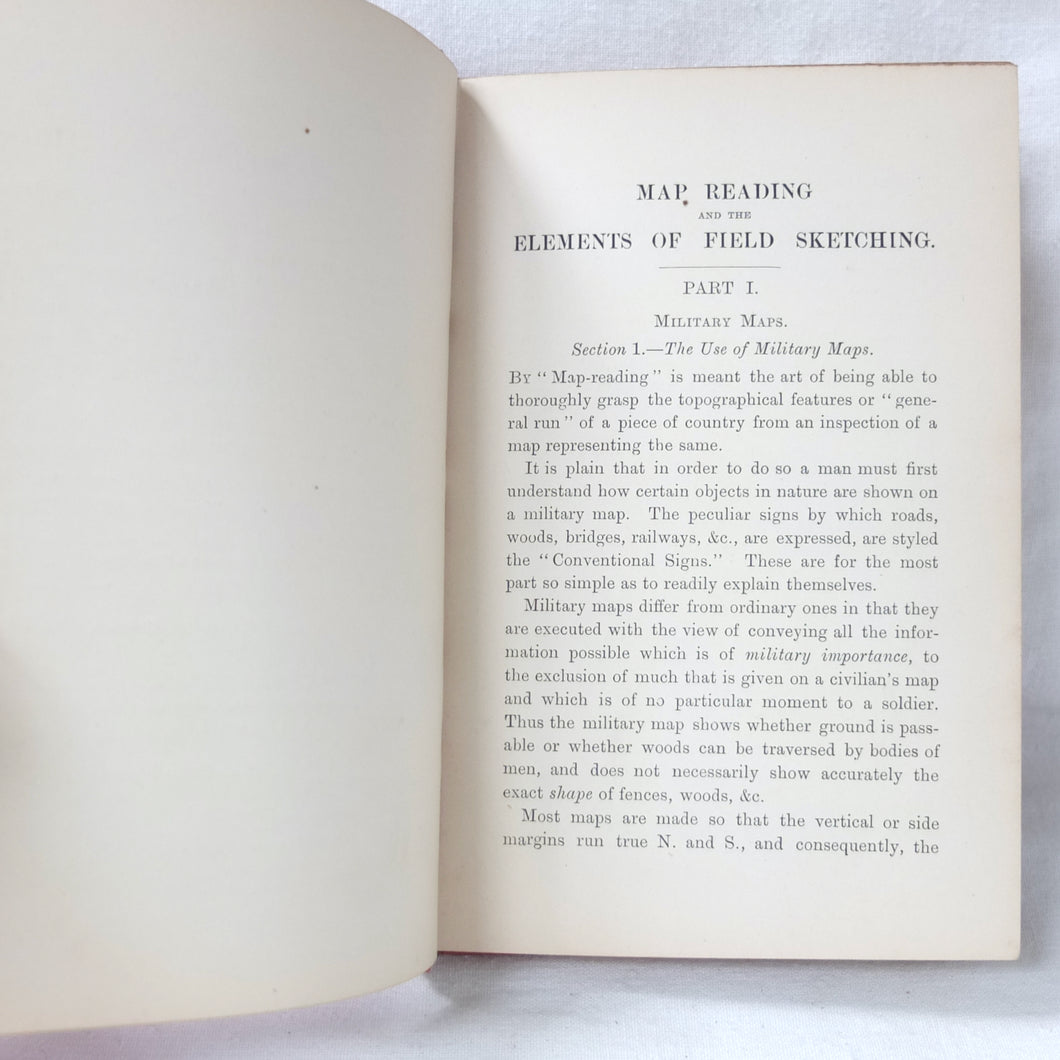 MAP READING
AND THE
ELEMENTS OF FIELD SKETCHING.
PART I.
MILITARY MAPS.
Section 1.—The Use of Military Maps.
BY “Map-reading” is meant the art of being able to
thoroughly grasp the topographical features or “gene-
ral run” of a piece of country from an inspection of a
map representing the same.
It is plain that in order to do so a man must first
understand how certain objects in nature are shown on
a military map. The peculiar signs by which roads,
woods, bridges, railways, &c., are expressed, are styled
the “Conventional Signs.” These are for the most
part so simple as to readily explain themselves.
Military maps differ from ordinary ones in that they
are executed with the view of conveying all the infor-
mation possible which is of military importance, to
the exclusion of much that is given on a civilian’s map
and which is of no particular moment to a soldier.
Thus the military map shows whether ground is pass-
able or whether woods can be traversed by bodies of
men, and does not necessarily show accurately the
exact shape of fences, woods, &c.
Most maps are made so that the vertical or side
margins run true N. and S., and consequently, the